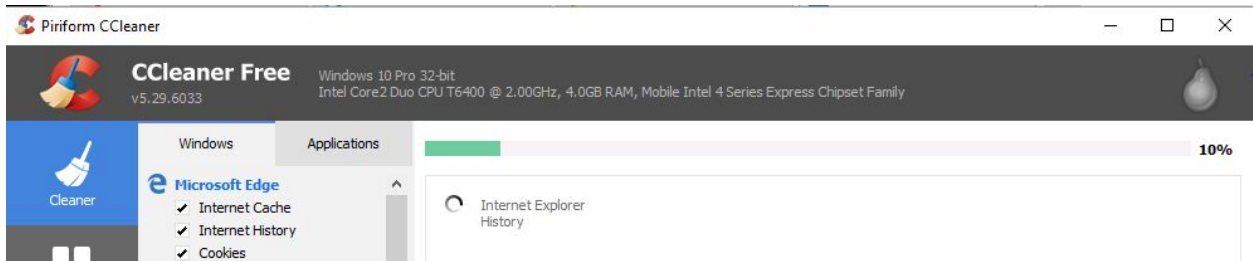 Piriform CCleaner
CCleaner Free
v5.29.6033
Windows 10 Pro 32-bit
Intel Core2 Duo CPU T6400 @ 2.00GHz, 4.0GB RAM, Mobile Intel 4 Series Express Chipset Family
Cleaner
Windows
Applications
Microsoft Edge
Internet Cache
Internet History
Cookies
10%
Internet Explorer
History